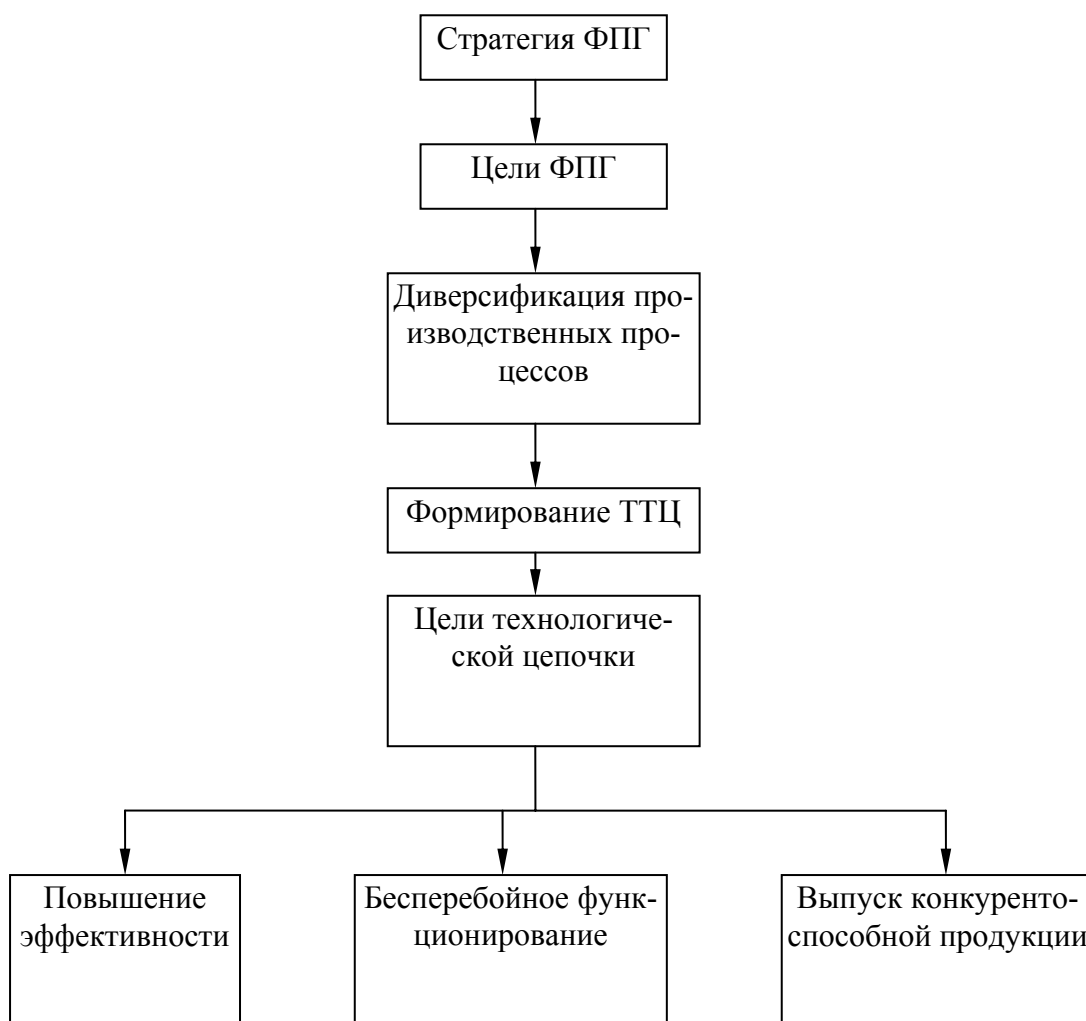 Стратегия ФПГ
Цели ФПГ
Диверсификация про-
изводственных про-
цессов
Формирование ТТЦ
Цели технологиче-
ской цепочки
Повышение
эффективности
Бесперебойное функ-
ционирование
Выпуск конкуренто-
способной продукции